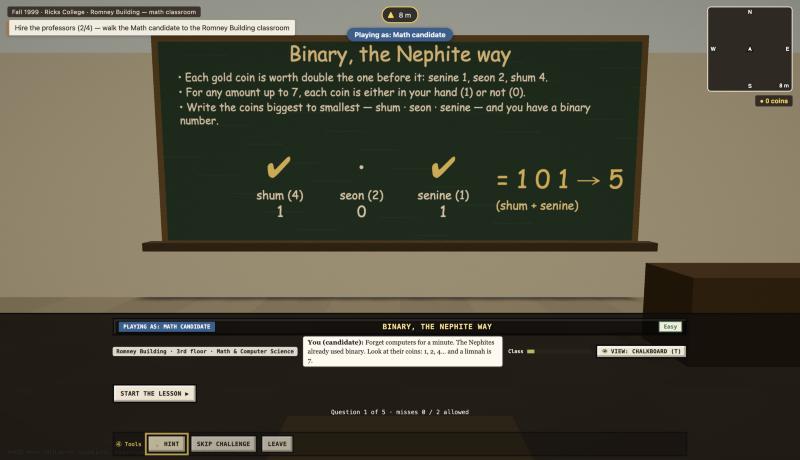 Fall 1999 · Ricks College · Romney Building — math classroom
Hire the professors (2/4) — walk the Math candidate to the Romney Building classroom
▲ 8 m
Playing as: Math candidate
N
W A E
S 8 m
● 0 coins
Binary, the Nephite way
• Each gold coin is worth double the one before it: senine 1, seon 2, shum 4.
• For any amount up to 7, each coin is either in your hand (1) or not (0).
• Write the coins biggest to smallest — shum · seon · senine — and you have a binary
number.
✔ · ✔
shum (4) seon (2) senine (1)
1 0 1
= 1 0 1 → 5
(shum + senine)
PLAYING AS: MATH CANDIDATE
BINARY, THE NEPHITE WAY
Easy
Romney Building · 3rd floor · Math & Computer Science
You (candidate): Forget computers for a minute. The Nephites
already used binary. Look at their coins: 1, 2, 4… and a limnah is
7.
Class
VIEW: CHALKBOARD (T)
START THE LESSON ▶
Question 1 of 5 · misses 0 / 2 allowed
Tools
HINT
SKIP CHALLENGE
LEAVE